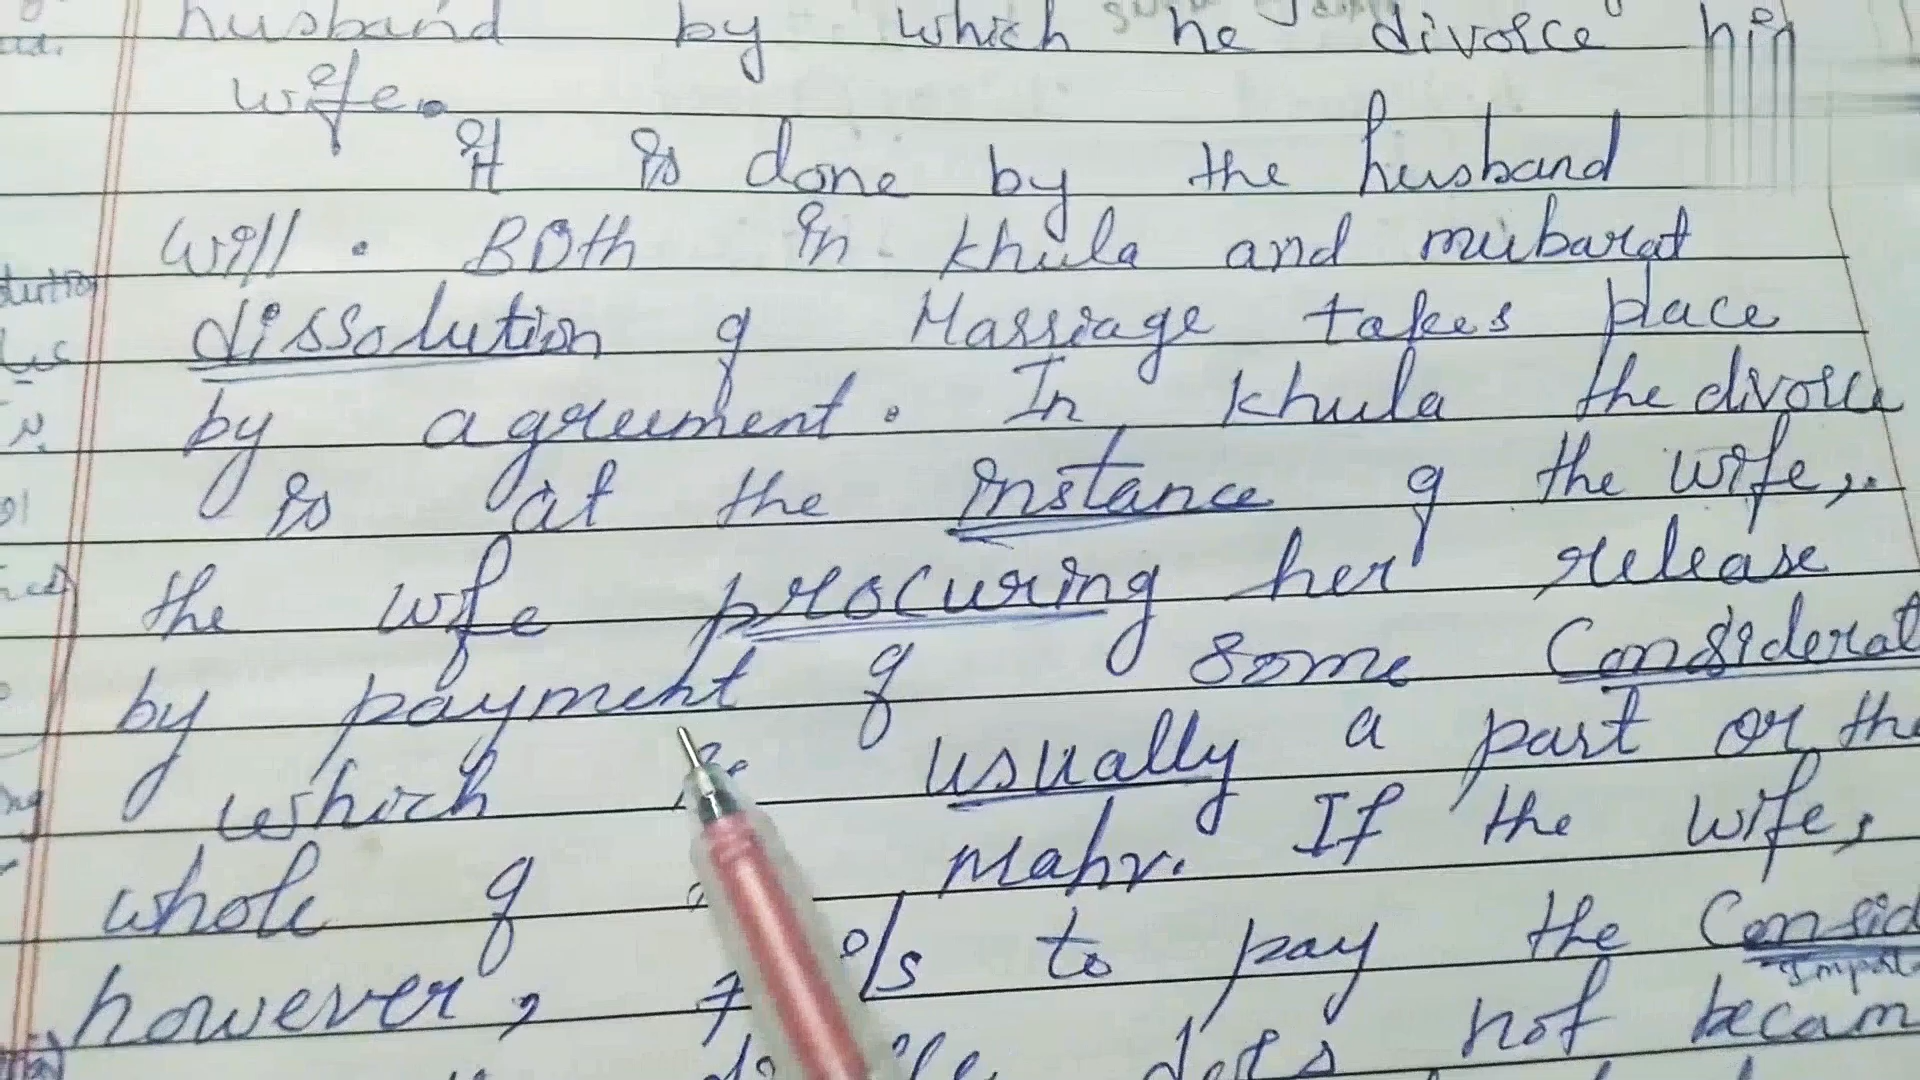 husband by which he divorce his
wife.
It is done by the husband
will. Both in khula and mubarat
dissolution of Marriage takes place
by agreement. In khula the divorce
is at the instance of the wife,
the wife procuring her release
by payment of some Considerat
which is usually a part or the
whole of mahr. If the wife,
however, to pay the Consid
does not becam